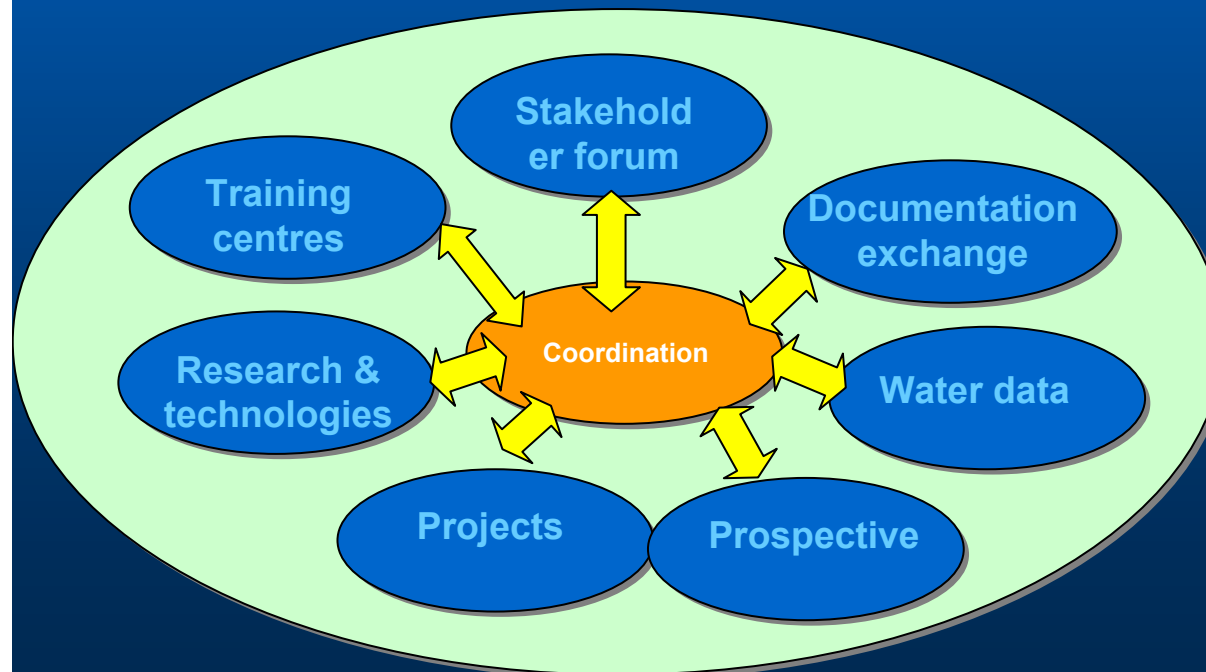 Stakehold
er forum
Training
centres
Documentation
exchange
Coordination
Research &
technologies
Water data
Projects
Prospective